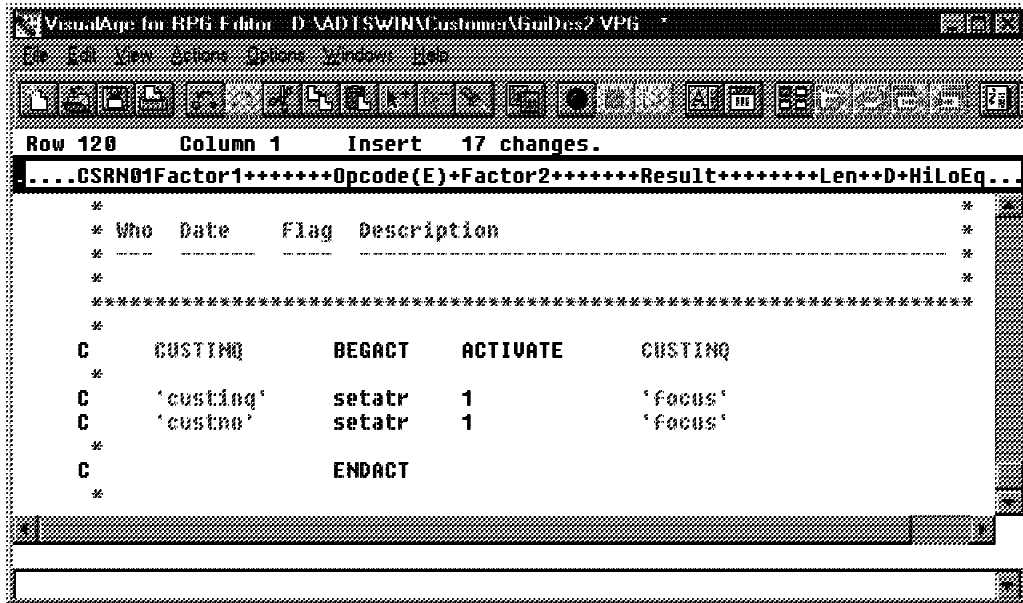 VisualAge for RPG Editor - D:\ADTSWIN\Customer\GuiDes2.VPG *
File Edit View Actions Options Windows Help
Row 120 Column 1 Insert 17 changes.
.....CSRN01Factor1+++++++Opcode(E)+Factor2+++++++Result++++++++Len++D+HiLoEq...
* *
* Who Date Flag Description *
* --- ------ ---- ---------------------------------------------- *
* *
*********************************************************************
*
C CUSTINQ BEGACT ACTIVATE CUSTINQ
*
C 'custinq' setatr 1 'focus'
C 'custno' setatr 1 'focus'
*
C ENDACT
*